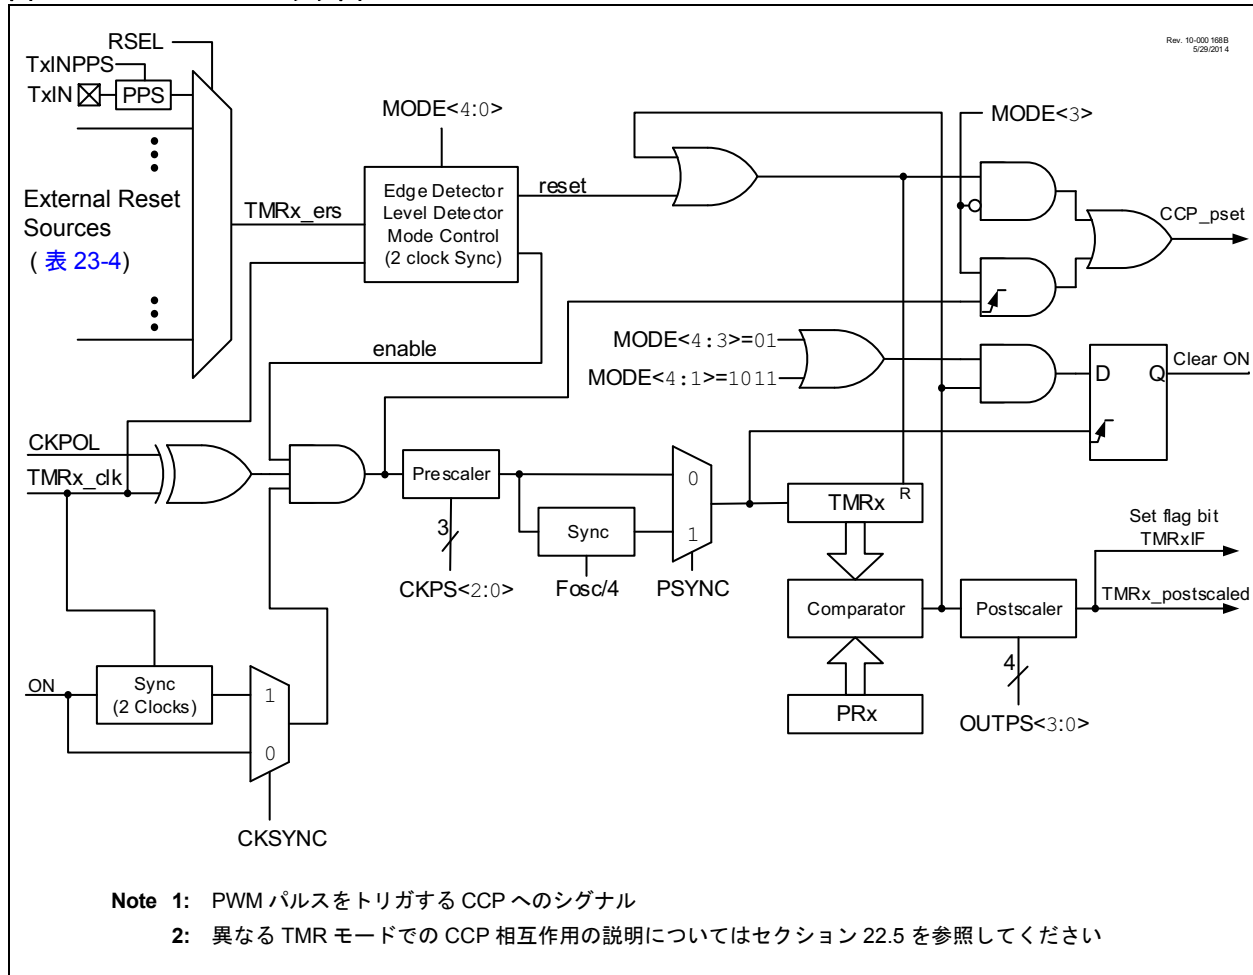 Rev. 10-000 168B
5/29/2014
RSEL
TxINPPS
TxIN
PPS
MODE<4:0>
MODE<3>
External Reset
Sources
( 表 23-4)
TMRx_ers
Edge Detector
Level Detector
Mode Control
(2 clock Sync)
reset
CCP_pset
enable
MODE<4:3>=01
MODE<4:1>=1011
D
Q
Clear ON
CKPOL
TMRx_clk
Prescaler
3
CKPS<2:0>
Sync
Fosc/4
0
1
PSYNC
TMRx
R
Comparator
PRx
Postscaler
4
OUTPS<3:0>
Set flag bit
TMRxIF
TMRx_postscaled
ON
Sync
(2 Clocks)
1
0
CKSYNC
Note 1: PWM パルスをトリガする CCP へのシグナル
2: 異なる TMR モードでの CCP 相互作用の説明についてはセクション 22.5 を参照してください